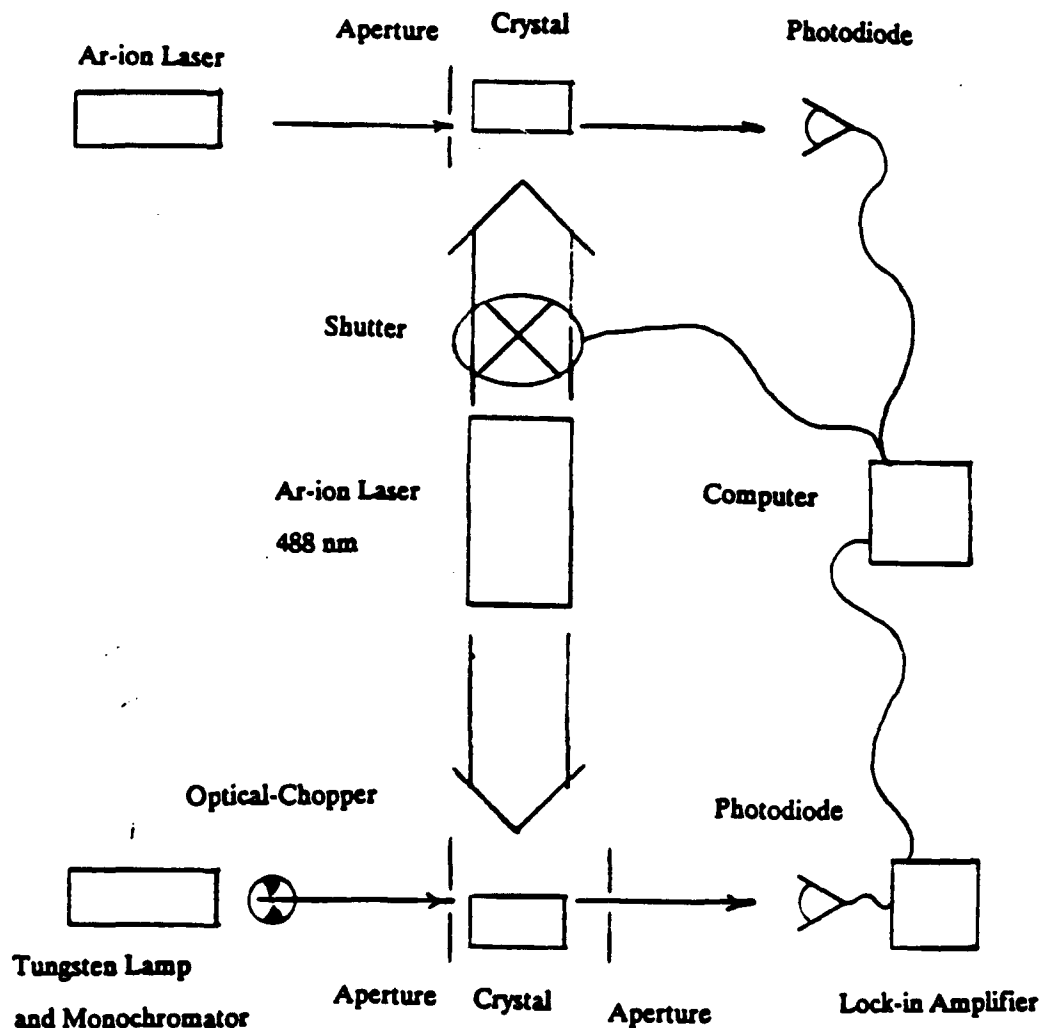 Aperture
Crystal
Photodiode
Ar-ion Laser
Shutter
Ar-ion Laser
488 nm
Computer
Optical-Chopper
Photodiode
Tungsten Lamp
and Monochromator
Aperture
Crystal
Aperture
Lock-in Amplifier